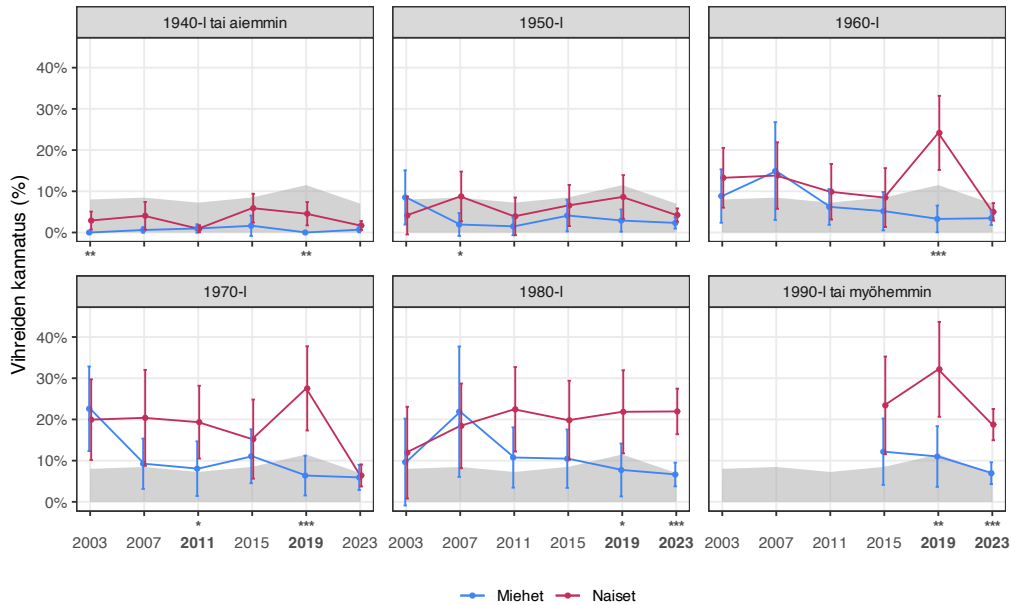 1940-l tai aiemmin 1950-l 1960-l
40%
30%
20%
10%
0%
** ** * ***
Vihreiden kannatus (%)
1970-l 1980-l 1990-l tai myöhemmin
40%
30%
20%
10%
0%
* *** * *** ** ***
2003 2007 2011 2015 2019 2023 2003 2007 2011 2015 2019 2023 2003 2007 2011 2015 2019 2023
Miehet Naiset